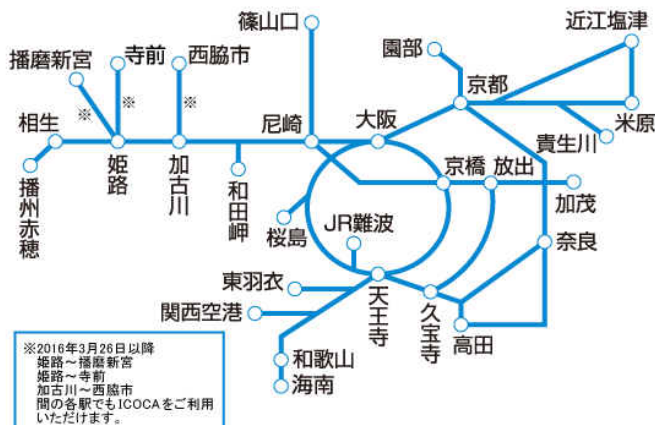 篠山口
近江塩津
園部
寺前
西脇市
播磨新宮
京都
※
※
※
相生
尼崎
大阪
米原
貴生川
姫路
加古川
和田岬
京橋
放出
加茂
播州赤穂
桜島
JR難波
奈良
東羽衣
天王寺
久宝寺
関西空港
高田
和歌山
海南
※2016年3月26日以降
姫路～播磨新宮
姫路～寺前
加古川～西脇市
間の各駅でもICOCAをご利用
いただけます。